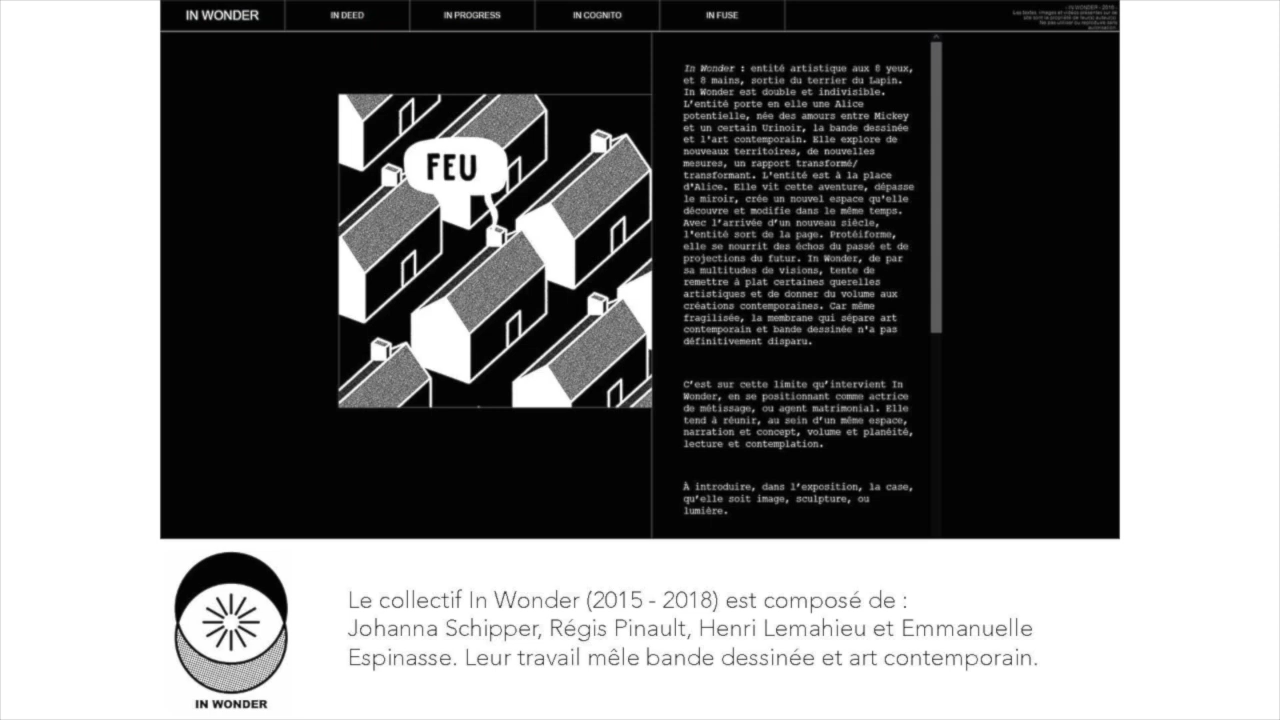 IN WONDER
IN DEED
IN PROGRESS
IN COGNITO
IN FUSE
- IN WONDER - 2016 -
FEU
In Wonder : entité artistique aux 8 yeux,
et 8 mains, sortie du terrier du Lapin.
In Wonder est double et indivisible.
L'entité porte en elle une Alice
potentielle, née des amours entre Mickey
et un certain Urinoir, la bande dessinée
et l'art contemporain. Elle explore de
nouveaux territoires, de nouvelles
mesures, un rapport transformé/
transformant. L'entité est à la place
d'Alice. Elle vit cette aventure, dépasse
le miroir, crée un nouvel espace qu'elle
découvre et modifie dans le même temps.
Avec l'arrivée d'un nouveau siècle,
l'entité sort de la page. Protéiforme,
elle se nourrit des échos du passé et de
projections du futur. In Wonder, de par
sa multitudes de visions, tente de
remettre à plat certaines querelles
artistiques et de donner du volume aux
créations contemporaines. Car même
fragilisée, la membrane qui sépare art
contemporain et bande dessinée n'a pas
définitivement disparu.
C'est sur cette limite qu'intervient In
Wonder, en se positionnant comme actrice
de métissage, ou agent matrimonial. Elle
tend à réunir, au sein d'un même espace,
narration et concept, volume et planéité,
lecture et contemplation.
À introduire, dans l'exposition, la case,
qu'elle soit image, sculpture, ou
lumière.
IN WONDER
Le collectif In Wonder (2015 - 2018) est composé de :
Johanna Schipper, Régis Pinault, Henri Lemahieu et Emmanuelle
Espinasse. Leur travail mêle bande dessinée et art contemporain.